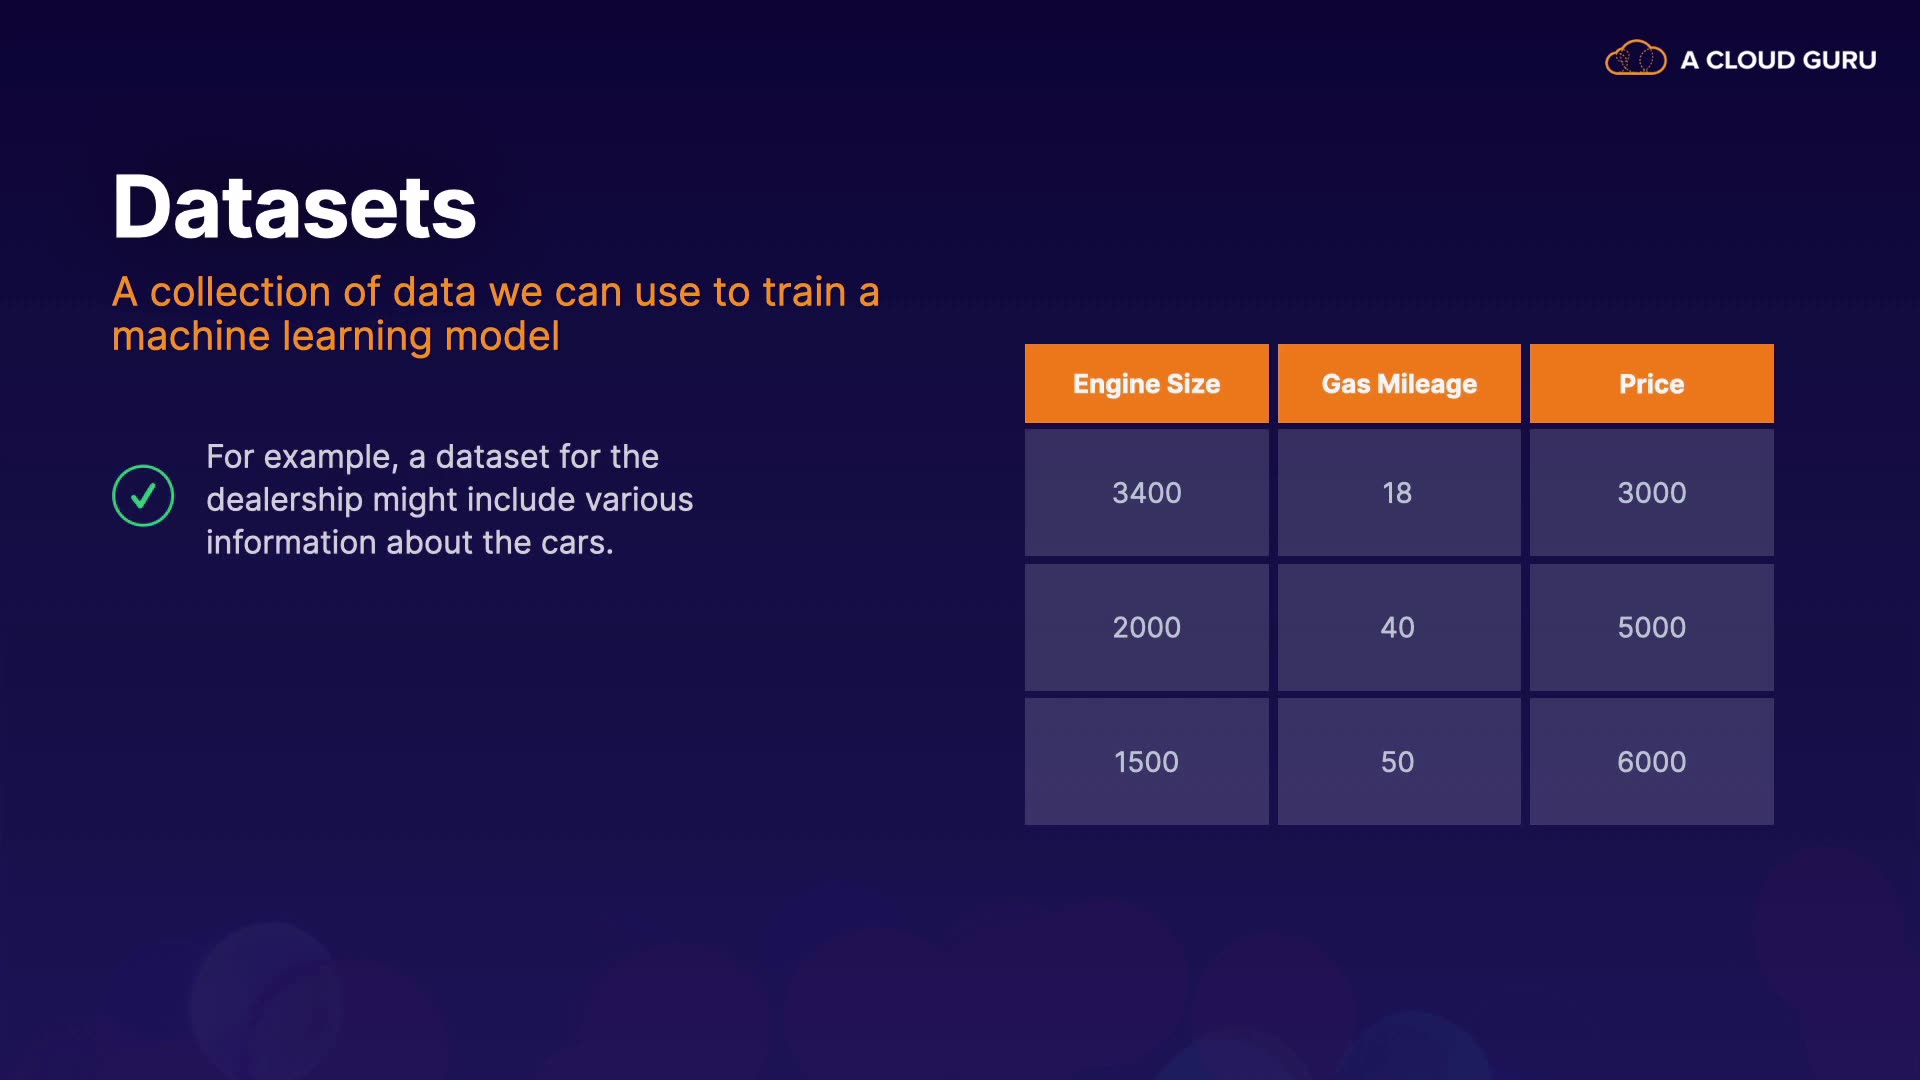 A CLOUD GURU
Datasets
A collection of data we can use to train a
machine learning model
For example, a dataset for the
dealership might include various
information about the cars.
Engine Size Gas Mileage Price
3400 18 3000
2000 40 5000
1500 50 6000